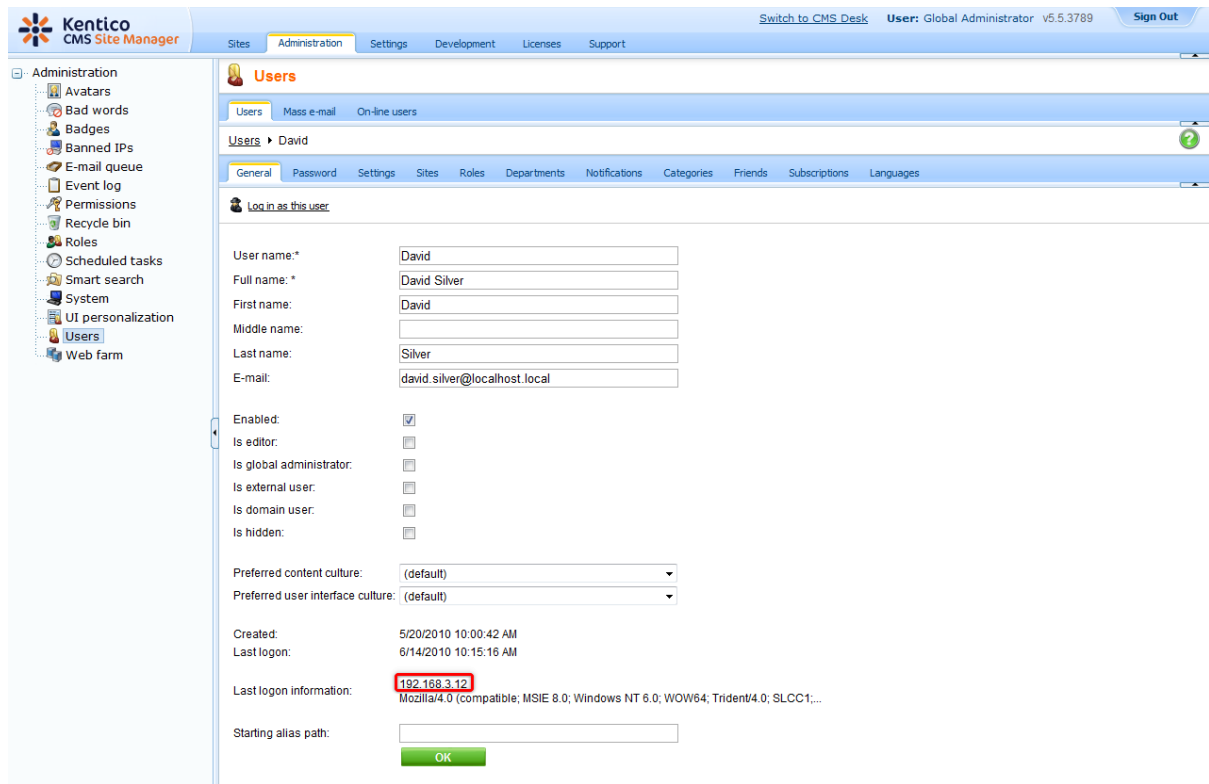 Kentico
CMS Site Manager
Switch to CMS Desk User: Global Administrator v5.5.3789 Sign Out
Sites Administration Settings Development Licenses Support
Administration
Avatars
Bad words
Badges
Banned IPs
E-mail queue
Event log
Permissions
Recycle bin
Roles
Scheduled tasks
Smart search
System
UI personalization
Users
Web farm
Users
Users Mass e-mail On-line users
Users ▸ David
General Password Settings Sites Roles Departments Notifications Categories Friends Subscriptions Languages
Log in as this user
User name:* David
Full name: * David Silver
First name: David
Middle name:
Last name: Silver
E-mail: david.silver@localhost.local
Enabled:
Is editor:
Is global administrator:
Is external user:
Is domain user:
Is hidden:
Preferred content culture: (default)
Preferred user interface culture: (default)
Created: 5/20/2010 10:00:42 AM
Last logon: 6/14/2010 10:15:16 AM
Last logon information: 192.168.3.12
Mozilla/4.0 (compatible; MSIE 8.0; Windows NT 6.0; WOW64; Trident/4.0; SLCC1;...
Starting alias path:
OK